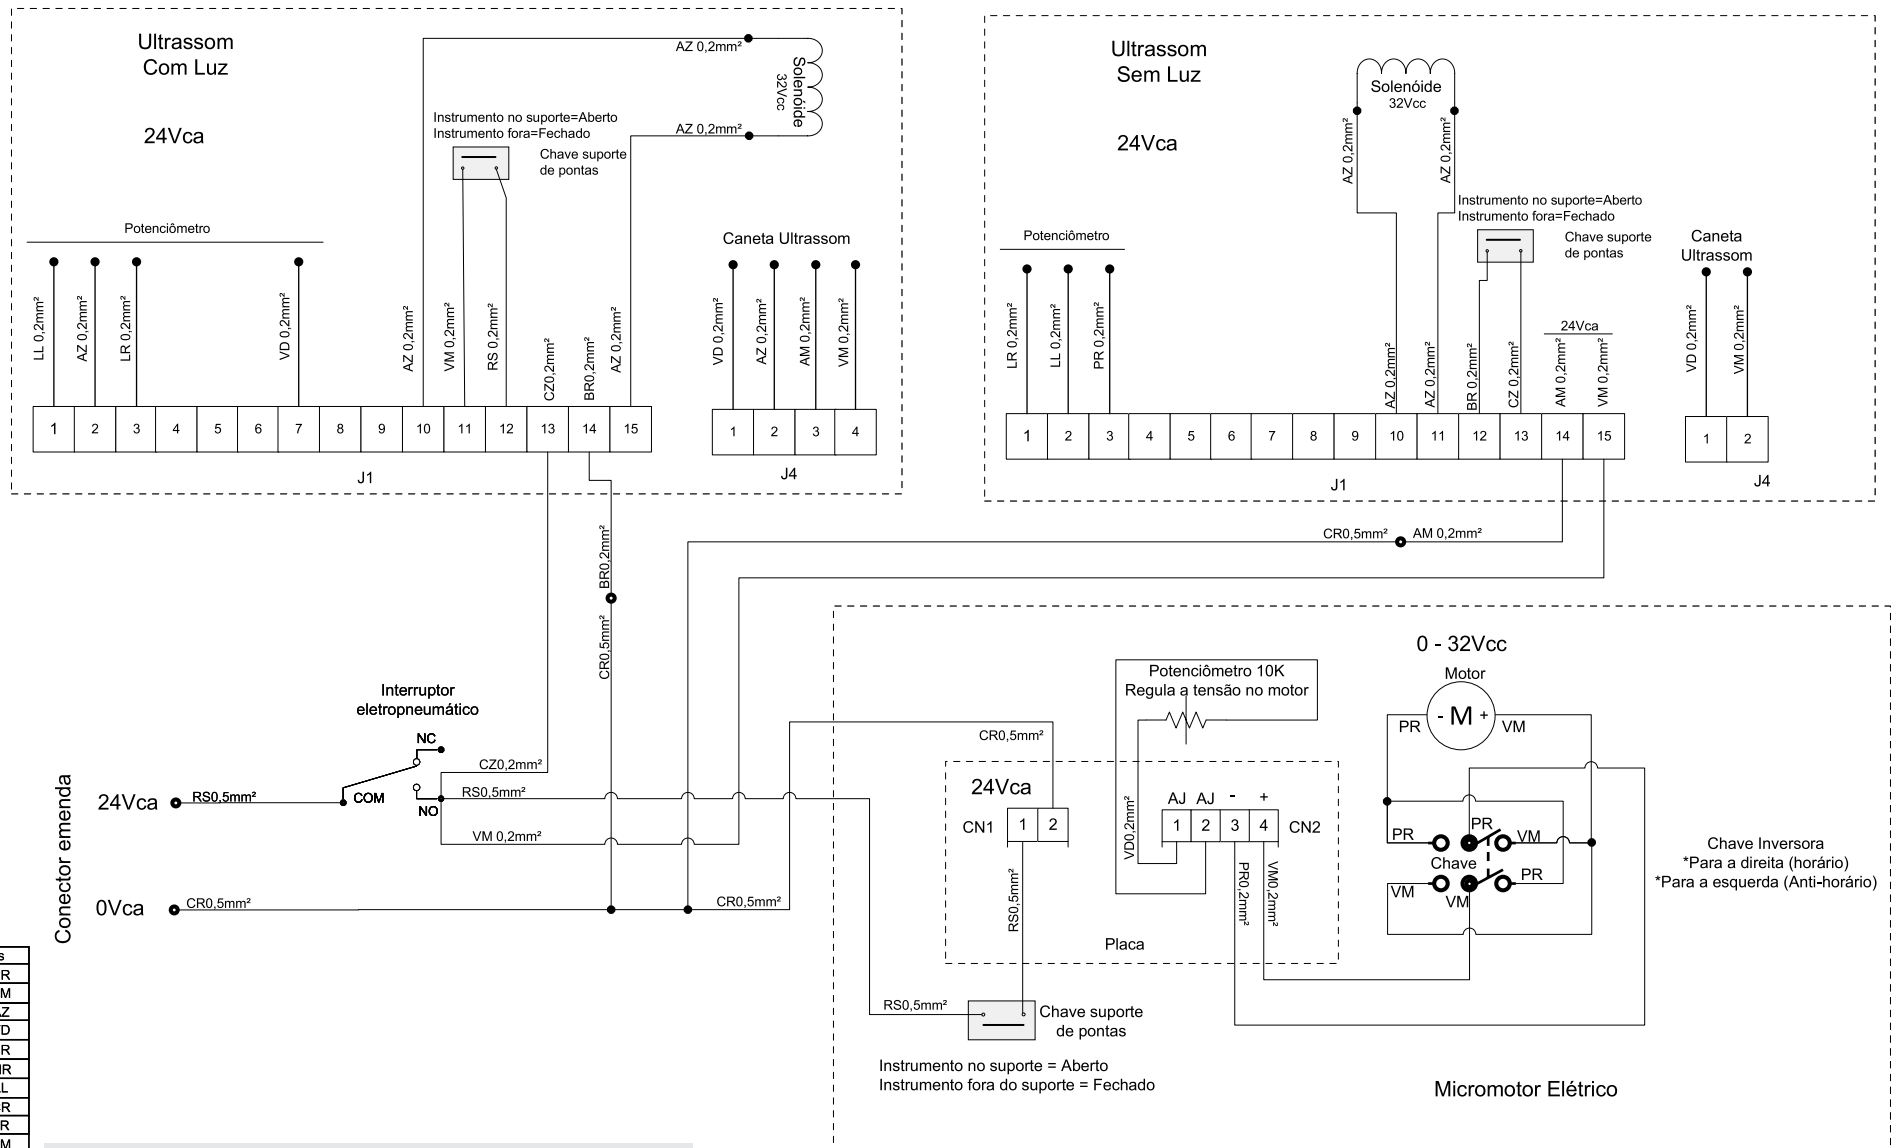 Ultrassom
Com Luz
24Vca
AZ 0,2mm²
Solenóide
32Vcc
AZ 0,2mm²
Instrumento no suporte=Aberto
Instrumento fora=Fechado
Chave suporte
de pontas
Potenciômetro
LL 0,2mm²
AZ 0,2mm²
LR 0,2mm²
VD 0,2mm²
AZ 0,2mm²
VM 0,2mm²
RS 0,2mm²
CZ0,2mm²
BR0,2mm²
AZ 0,2mm²
1 2 3 4 5 6 7 8 9 10 11 12 13 14 15
J1
Caneta Ultrassom
VD 0,2mm²
AZ 0,2mm²
AM 0,2mm²
VM 0,2mm²
1 2 3 4
J4
Ultrassom
Sem Luz
24Vca
Solenóide
32Vcc
AZ 0,2mm²
AZ 0,2mm²
Instrumento no suporte=Aberto
Instrumento fora=Fechado
Chave suporte
de pontas
Potenciômetro
LR 0,2mm²
LL 0,2mm²
PR 0,2mm²
AZ 0,2mm²
AZ 0,2mm²
BR 0,2mm²
CZ 0,2mm²
24Vca
AM 0,2mm²
VM 0,2mm²
1 2 3 4 5 6 7 8 9 10 11 12 13 14 15
J1
Caneta
Ultrassom
VD 0,2mm²
VM 0,2mm²
1 2
J4
CR0,5mm²
AM 0,2mm²
BR0,2mm²
CR0,5mm²
Interruptor
eletropneumático
NC
COM
NO
CZ0,2mm²
RS0,5mm²
VM 0,2mm²
Conector emenda
24Vca
RS0,5mm²
0Vca
CR0,5mm²
CR0,5mm²
CR0,5mm²
0 - 32Vcc
Motor
- M +
PR
VM
Potenciômetro 10K
Regula a tensão no motor
24Vca
CN1
1 2
VD0,2mm²
AJ AJ - +
1 2 3 4
CN2
RS0,5mm²
PR0,2mm²
VM0,2mm²
Placa
PR
PR
VM
Chave
VM
VM
PR
Chave Inversora
*Para a direita (horário)
*Para a esquerda (Anti-horário)
RS0,5mm²
Chave suporte
de pontas
Instrumento no suporte = Aberto
Instrumento fora do suporte = Fechado
Micromotor Elétrico